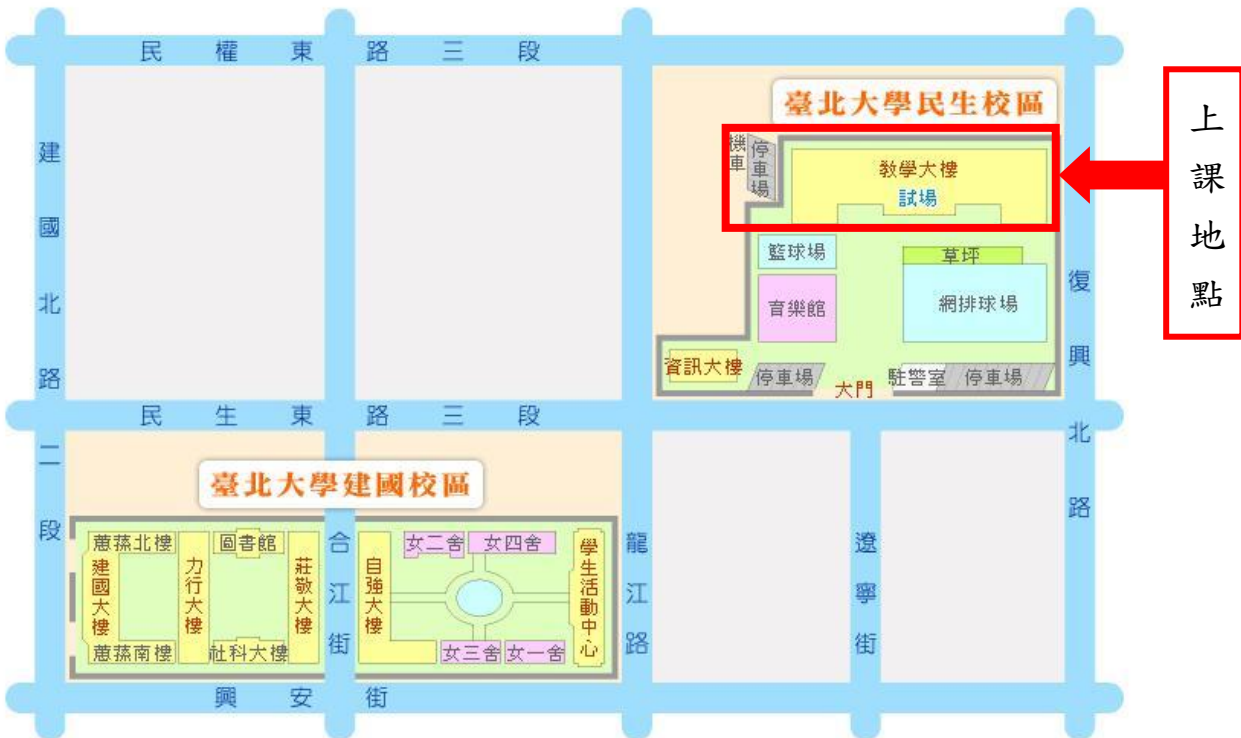 民權東路三段
臺北大學民生校區
上課地點
機車
停車場
教學大樓
試場
籃球場
草坪
育樂館
網排球場
資訊大樓
停車場
大門
駐警室
停車場
建國北路二段
復興北路
民生東路三段
臺北大學建國校區
蕙蓀北樓
圖書館
建國大樓
力行大樓
莊敬大樓
蕙蓀南樓
社科大樓
合江街
自強大樓
女二舍
女四舍
學生活動中心
女三舍
女一舍
龍江路
遼寧街
興安街